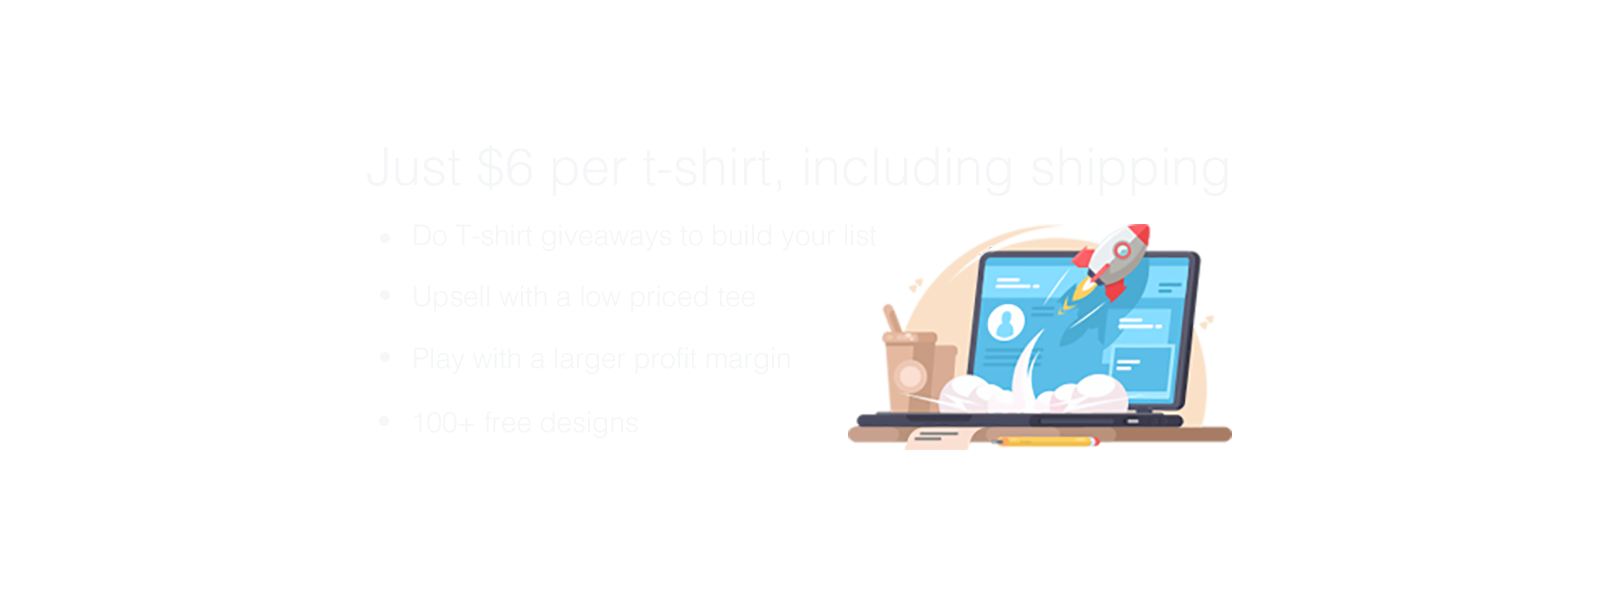 Just $6 per t-shirt, including shipping
• Do T-shirt giveaways to build your list
• Upsell with a low priced tee
• Play with a larger profit margin
• 100+ free designs